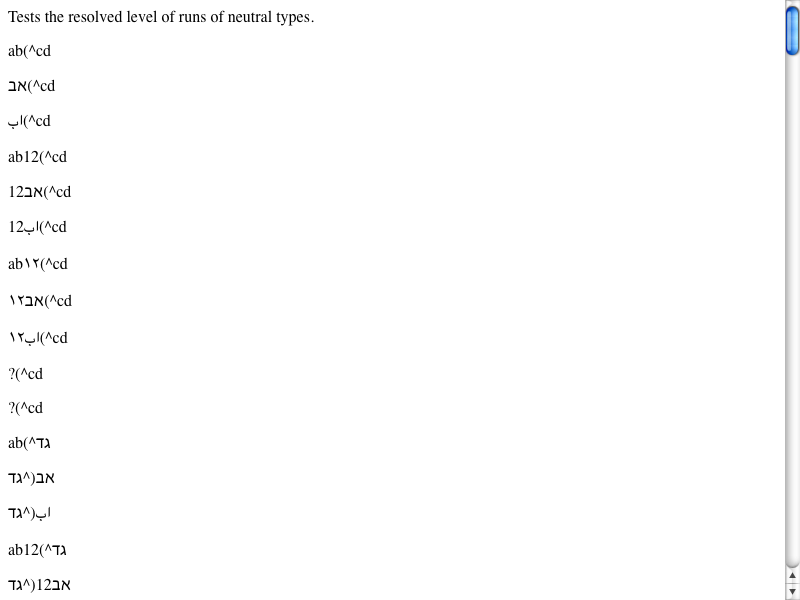 Tests the resolved level of runs of neutral types.
ab(^cd
אב(^cd
اب(^cd
ab12(^cd
אב12(^cd
اب12(^cd
ab١٢(^cd
אב١٢(^cd
اب١٢(^cd
?(^cd
?(^cd
ab(^גד
אב(^גד
اب(^גד
ab12(^גד
אב12(^גד